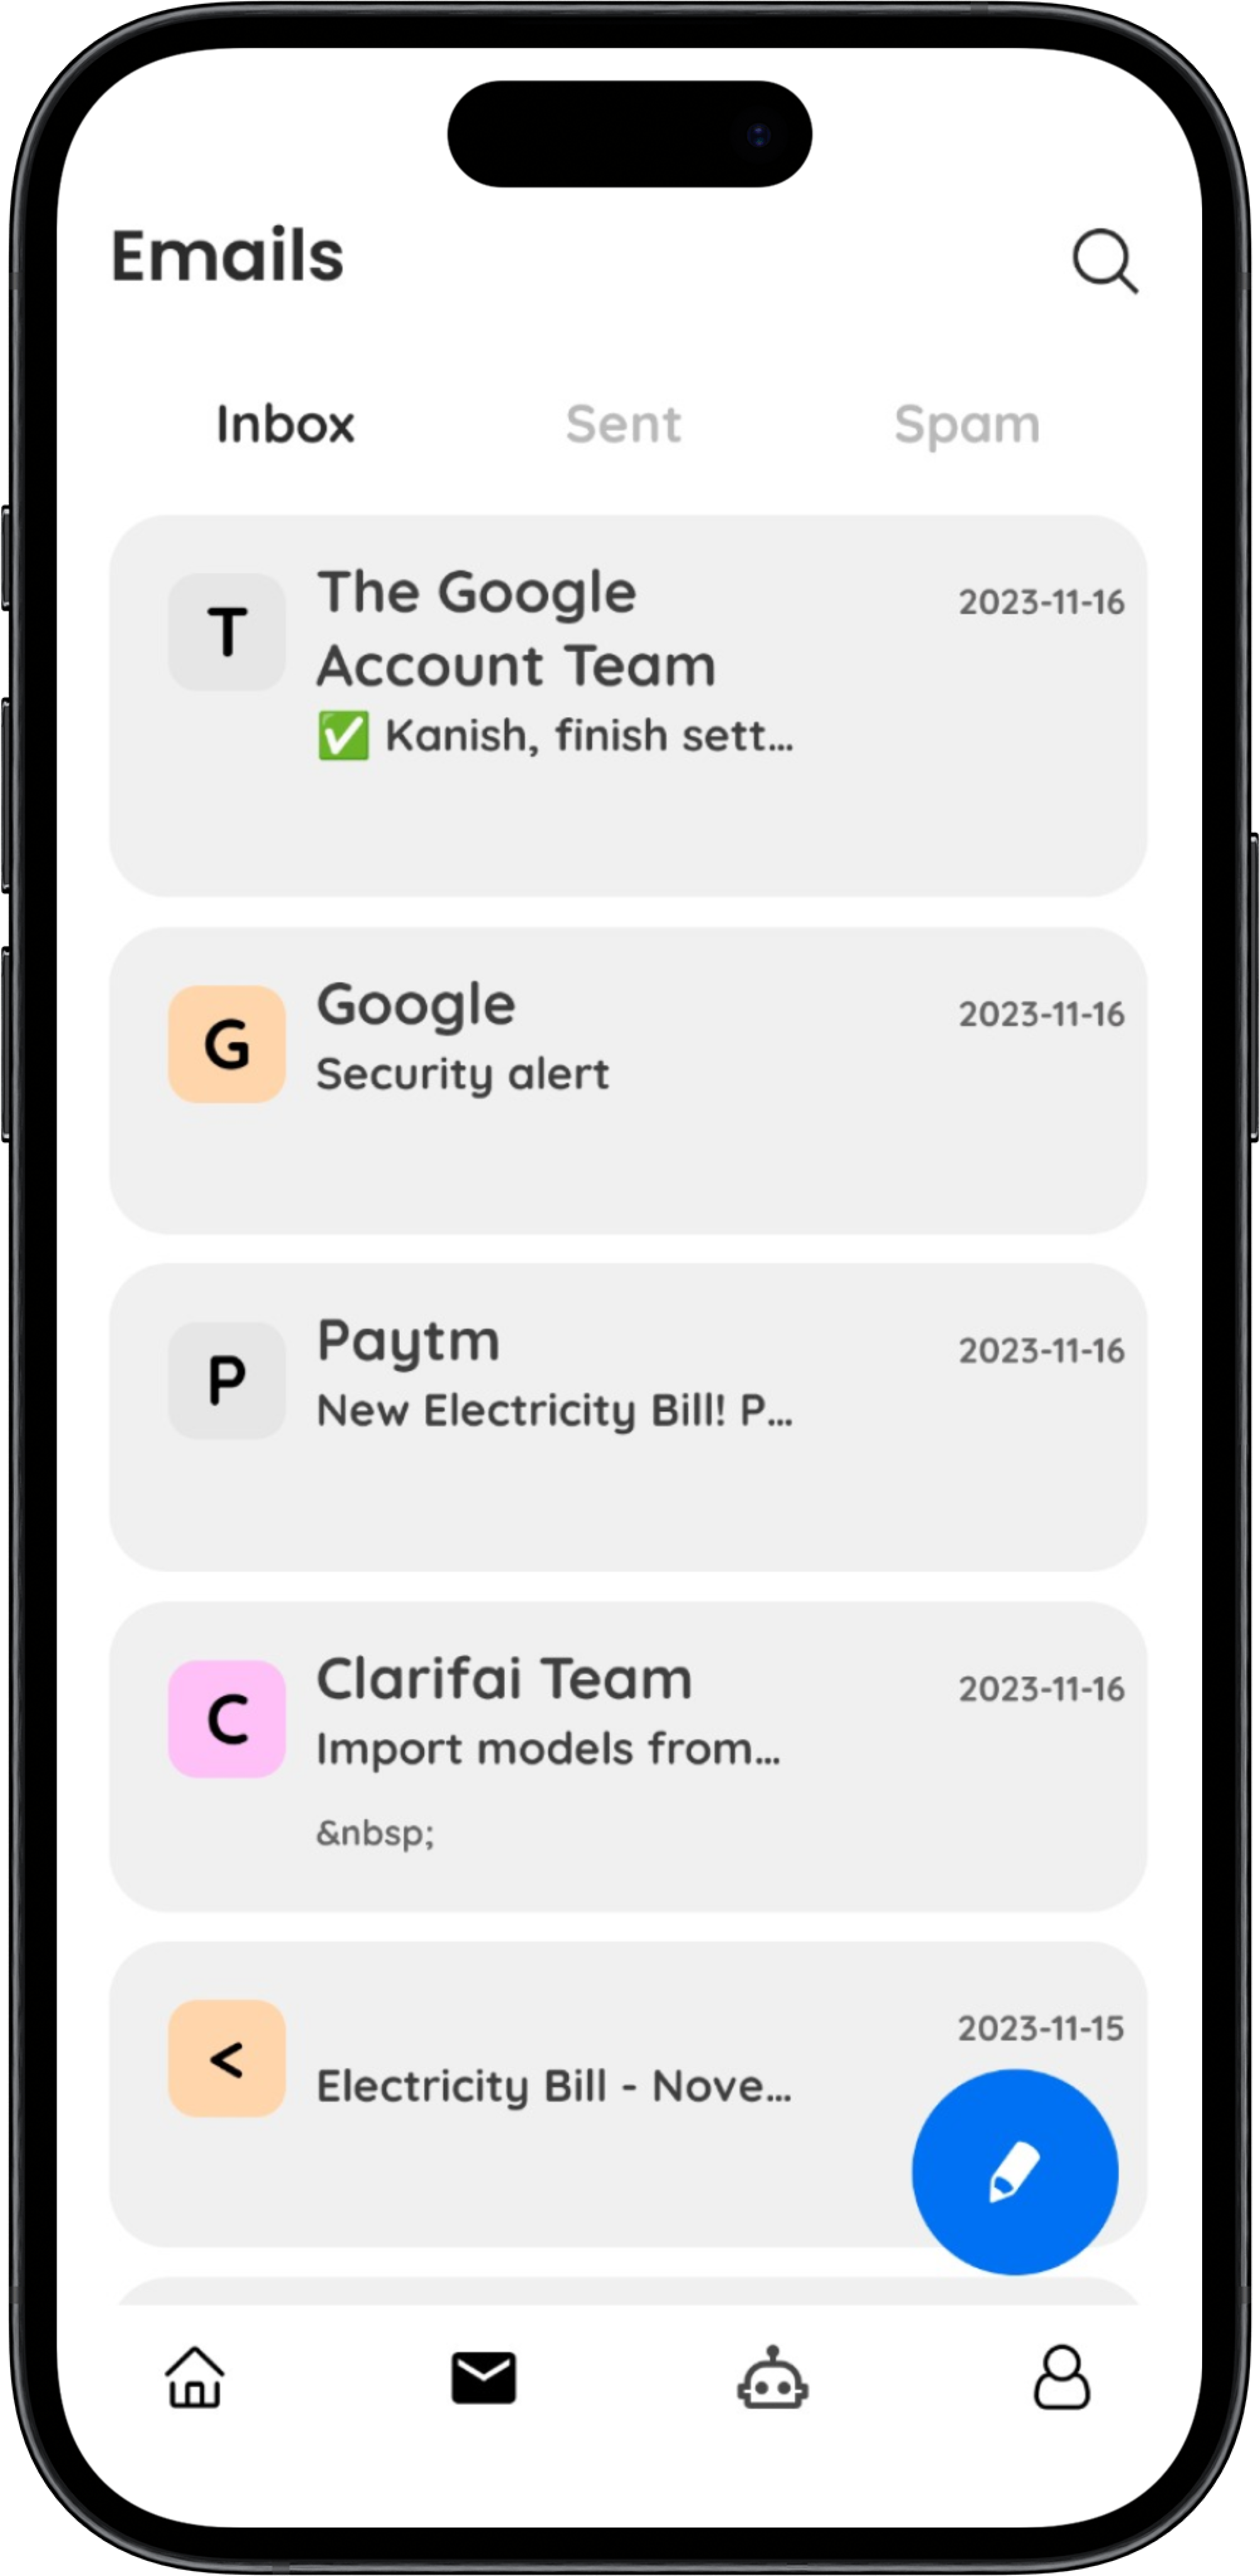 Emails
Inbox Sent Spam
T
The Google
Account Team
2023-11-16
✅ Kanish, finish sett...
G
Google
2023-11-16
Security alert
P
Paytm
2023-11-16
New Electricity Bill! P...
C
Clarifai Team
2023-11-16
Import models from...
&nbsp;
<
2023-11-15
Electricity Bill - Nove...